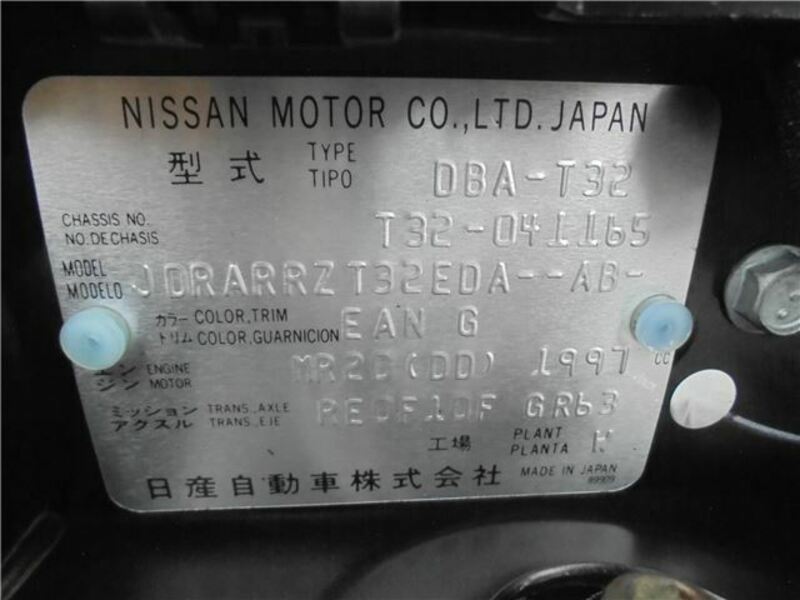 NISSAN MOTOR CO.,LTD. JAPAN
型式 TYPE TIPO DBA-T32
CHASSIS NO. NO.DECHASIS T32-041165
MODEL MODELO JDRARRZ T32EDA--AB-
カラー COLOR,TRIM
トリム COLOR,GUARNICION EAN G
エンジン ENGINE MOTOR MR20(DD) 1997 cc
ミッション TRANS.,AXLE
アクスル TRANS.,EJE RE0F10F GR63
工場 PLANT PLANTA K
日産自動車株式会社 MADE IN JAPAN